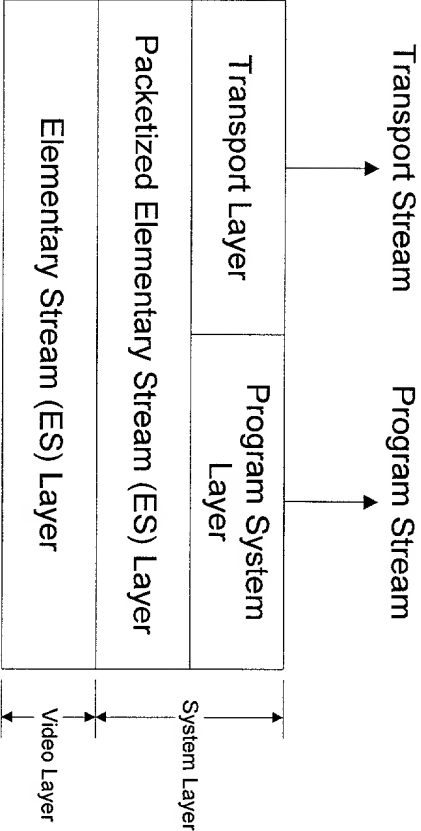 Transport Stream
Program Stream
Transport Layer
Program System
Layer
Packetized Elementary Stream (ES) Layer
Elementary Stream (ES) Layer
System Layer
Video Layer